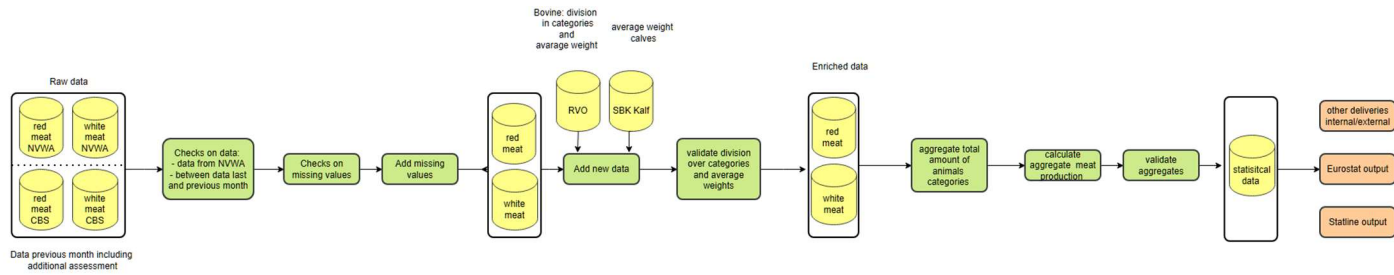 Raw data
red
meat
NVWA
white
meat
NVWA
red
meat
CBS
white
meat
CBS
Data previous month including
additional assessment
Checks on data:
- data from NVWA
- between data last
and previous month
Checks on
missing values
Add missing
values
red
meat
white
meat
Bovine: division
in categories
and
avarage weight
average weight
calves
RVO
SBK Kalf
Add new data
validate division
over categories
and average
weights
Enriched data
red
meat
white
meat
aggregate total
amount of
animals
categories
calculate
aggregate meat
production
validate
aggregates
statisitcal
data
other deliveries
internal/external
Eurostat output
Statline output